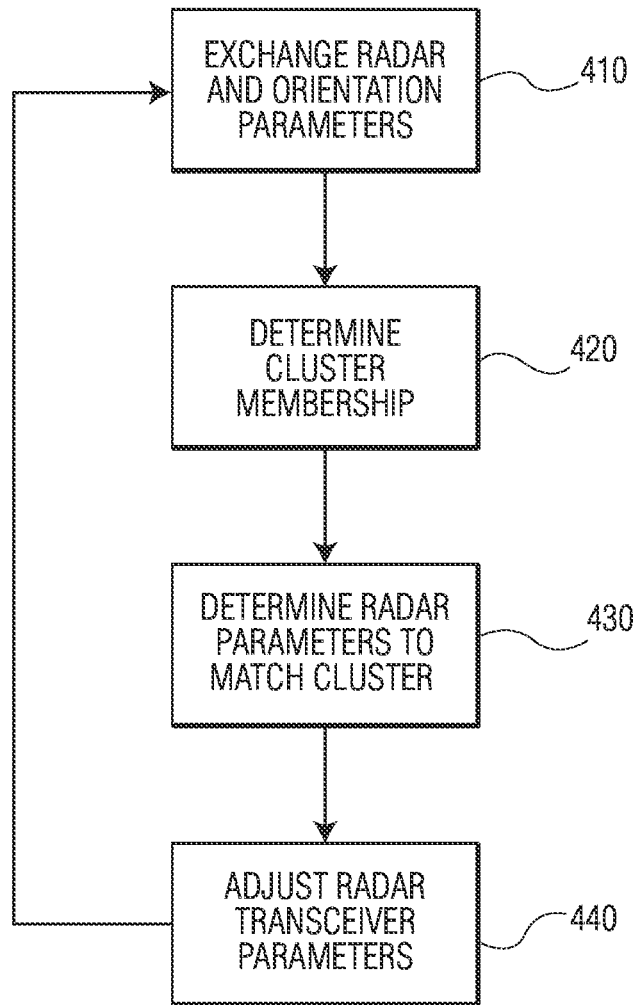 EXCHANGE RADAR
AND ORIENTATION
PARAMETERS
410
DETERMINE
CLUSTER
MEMBERSHIP
420
DETERMINE RADAR
PARAMETERS TO
MATCH CLUSTER
430
ADJUST RADAR
TRANSCEIVER
PARAMETERS
440